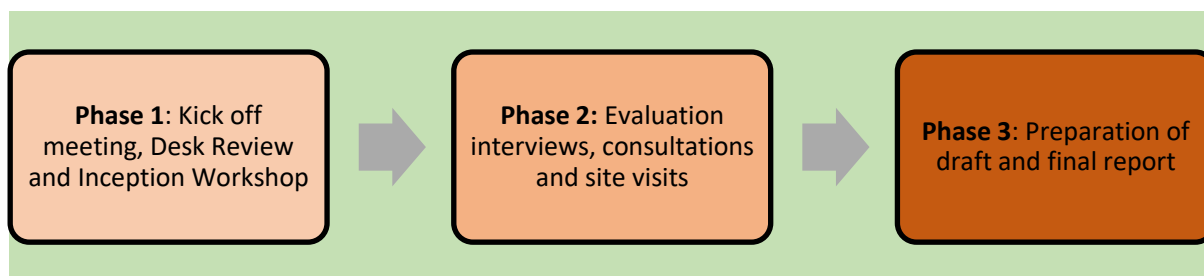 Phase 1: Kick off
meeting, Desk Review
and Inception Workshop
Phase 2: Evaluation
interviews, consultations
and site visits
Phase 3: Preparation of
draft and final report